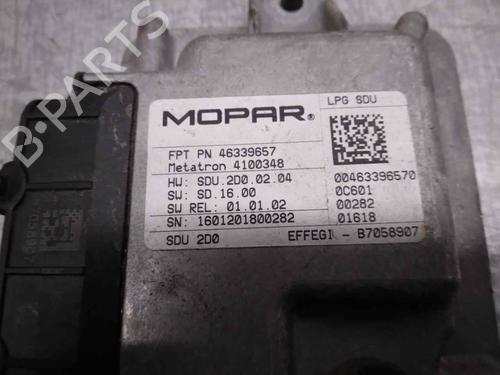 MOPAR®
LPG SDU
FPT PN 46339657
Metatron 4100348
HW: SDU.2D0.02.04
SW: SD.16.00
SW REL: 01.01.02
SN: 1601201800282
00463396570
0C601
00282
01618
SDU 2D0
EFFEGI - B7058907
B-PARTS